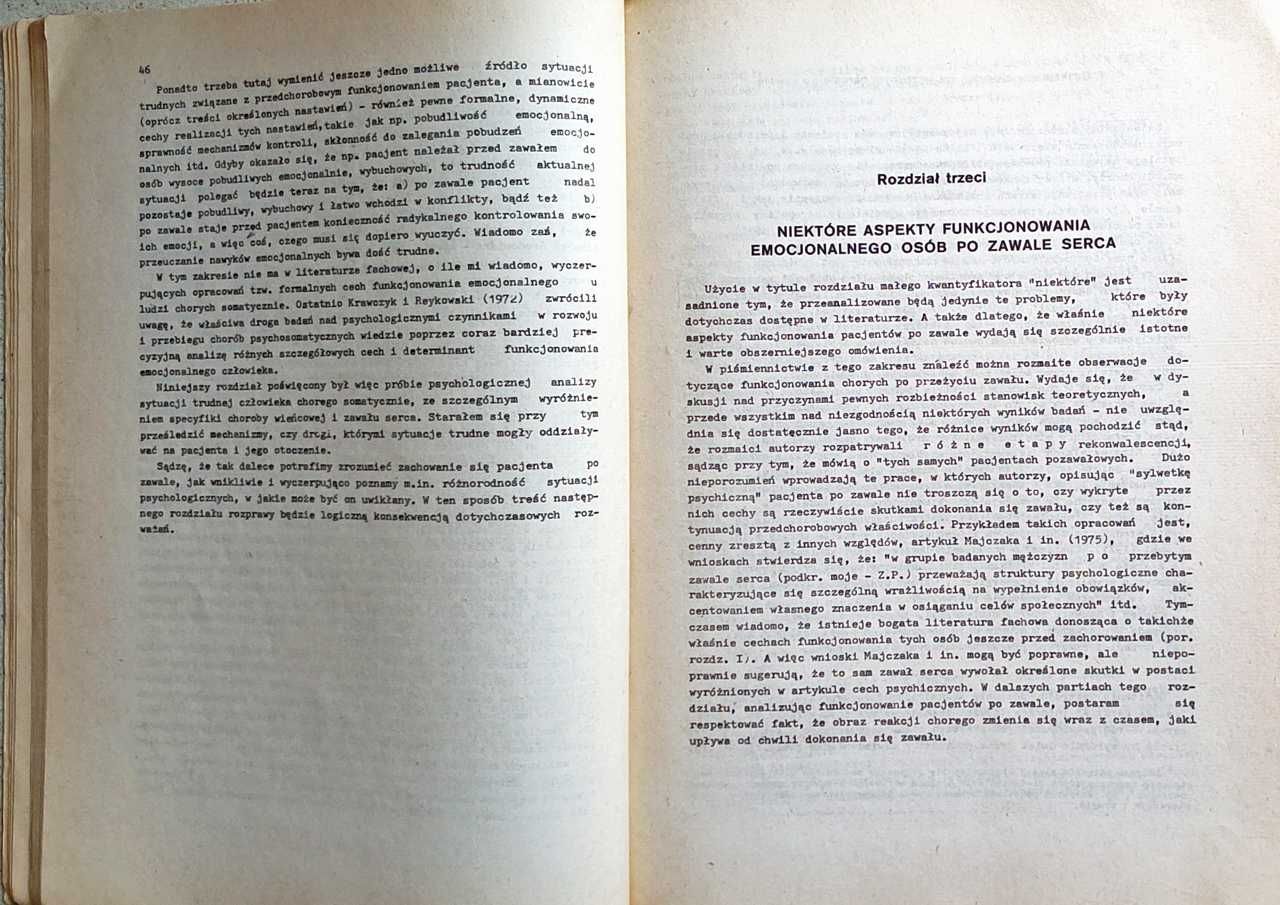 46
Ponadto trzeba tutaj wymienić jeszcze jedno możliwe źródło sytuacji
trudnych związane z przedchorobowym funkcjonowaniem pacjenta, a mianowicie
(oprócz treści określonych nastawień) - również pewne formalne, dynamiczne
cechy realizacji tych nastawień, takie jak np. pobudliwość emocjonalną,
sprawność mechanizmów kontroli, skłonność do zalegania pobudzeń emocjo-
nalnych itd. Gdyby okazało się, że np. pacjent należał przed zawałem do
osób wysoce pobudliwych emocjonalnie, wybuchowych, to trudność aktualnej
sytuacji polegać będzie teraz na tym, że: a) po zawale pacjent nadal
pozostaje pobudliwy, wybuchowy i łatwo wchodzi w konflikty, bądź też b)
po zawale staje przed pacjentem konieczność radykalnego kontrolowania swo-
ich emocji, a więc coś, czego musi się dopiero wyuczyć. Wiadomo zaś, że
przeuczanie nawyków emocjonalnych bywa dość trudne.
W tym zakresie nie ma w literaturze fachowej, o ile mi wiadomo, wyczer-
pujących opracowań tzw. formalnych cech funkcjonowania emocjonalnego u
ludzi chorych somatycznie. Ostatnio Krawczyk i Reykowski (1972) zwrócili
uwagę, że właściwa droga badań nad psychologicznymi czynnikami w rozwoju
i przebiegu chorób psychosomatycznych wiedzie poprzez coraz bardziej pre-
cyzyjną analizę różnych szczegółowych cech i determinant funkcjonowania
emocjonalnego człowieka.
Niniejszy rozdział poświęcony był więc próbie psychologicznej analizy
sytuacji trudnej człowieka chorego somatycznie, ze szczególnym wyróżnie-
niem specyfiki choroby wieńcowej i zawału serca. Starałem się przy tym
prześledzić mechanizmy, czy drogi, którymi sytuacje trudne mogły oddziały-
wać na pacjenta i jego otoczenie.
Sądzę, że tak dalece potrafimy zrozumieć zachowanie się pacjenta po
zawale, jak wnikliwie i wyczerpująco poznamy m.in. różnorodność sytuacji
psychologicznych, w jakie może być on uwikłany. W ten sposób treść następ-
nego rozdziału rozprawy będzie logiczną konsekwencją dotychczasowych roz-
ważań.
Rozdział trzeci
NIEKTÓRE ASPEKTY FUNKCJONOWANIA
EMOCJONALNEGO OSÓB PO ZAWALE SERCA
Użycie w tytule rozdziału małego kwantyfikatora "niektóre" jest uza-
sadnione tym, że przeanalizowane będą jedynie te problemy, które były
dotychczas dostępne w literaturze. A także dlatego, że właśnie niektóre
aspekty funkcjonowania pacjentów po zawale wydają się szczególnie istotne
i warte obszerniejszego omówienia.
W piśmiennictwie z tego zakresu znaleźć można rozmaite obserwacje do-
tyczące funkcjonowania chorych po przeżyciu zawału. Wydaje się, że w dy-
skusji nad przyczynami pewnych rozbieżności stanowisk teoretycznych, a
przede wszystkim nad niezgodnością niektórych wyników badań - nie uwzglę-
dnia się dostatecznie jasno tego, że różnice wyników mogą pochodzić stąd,
że rozmaici autorzy rozpatrywali r ó ż n e e t a p y rekonwalescencji,
sądząc przy tym, że mówią o "tych samych" pacjentach pozawałowych. Dużo
nieporozumień wprowadzają te prace, w których autorzy, opisując "sylwetkę
psychiczną" pacjenta po zawale nie troszczą się o to, czy wykryte przez
nich cechy są rzeczywiście skutkami dokonania się zawału, czy też są kon-
tynuacją przedchorobowych właściwości. Przykładem takich opracowań jest,
cenny zresztą z innych względów, artykuł Majczaka i in. (1975), gdzie we
wnioskach stwierdza się, że: "w grupie badanych mężczyzn p o przebytym
zawale serca (podkr. moje - Z.P.) przeważają struktury psychologiczne cha-
rakteryzujące się szczególną wrażliwością na wypełnienie obowiązków, ak-
centowaniem własnego znaczenia w osiąganiu celów społecznych" itd. Tym-
czasem wiadomo, że istnieje bogata literatura fachowa donosząca o takichże
właśnie cechach funkcjonowania tych osób jeszcze przed zachorowaniem (por.
rozdz. I). A więc wnioski Majczaka i in. mogą być poprawne, ale niepo-
prawnie sugerują, że to sam zawał serca wywołał określone skutki w postaci
wyróżnionych w artykule cech psychicznych. W dalszych partiach tego roz-
działu, analizując funkcjonowanie pacjentów po zawale, postaram się
respektować fakt, że obraz reakcji chorego zmienia się wraz z czasem, jaki
upływa od chwili dokonania się zawału.